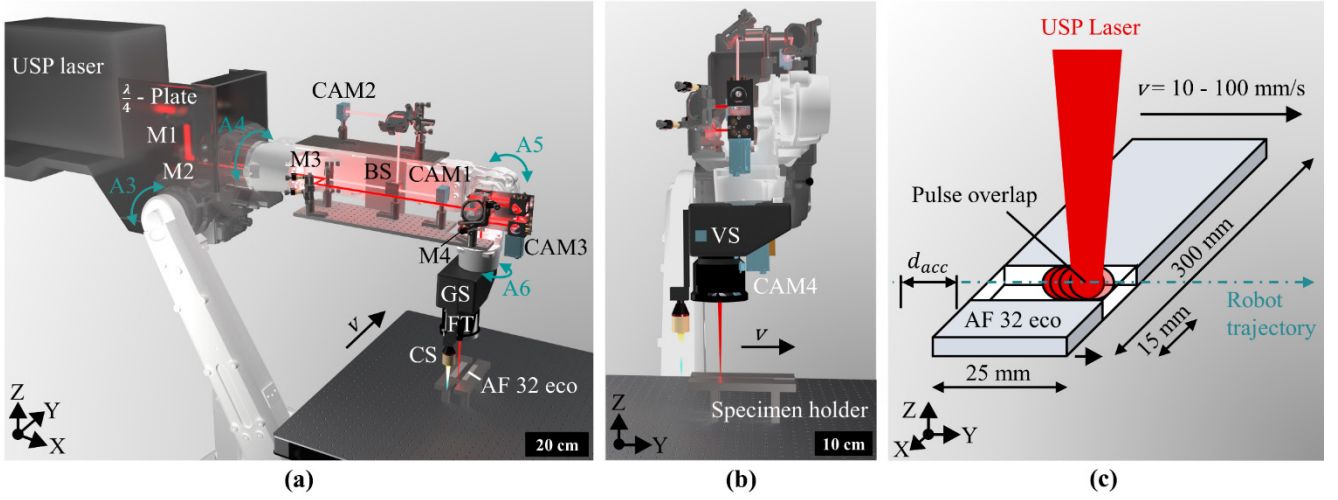 USP laser
λ/4 - Plate
M1
M2
A3
A4
M3
CAM2
BS
CAM1
A5
M4
CAM3
A6
GS
FT
CS
v
AF 32 eco
Z
Y
X
20 cm
(a)
VS
CAM4
v
Specimen holder
Z
Y
10 cm
(b)
USP Laser
v = 10 - 100 mm/s
Pulse overlap
300 mm
d_acc
Robot
trajectory
AF 32 eco
15 mm
25 mm
Z
Y
X
(c)